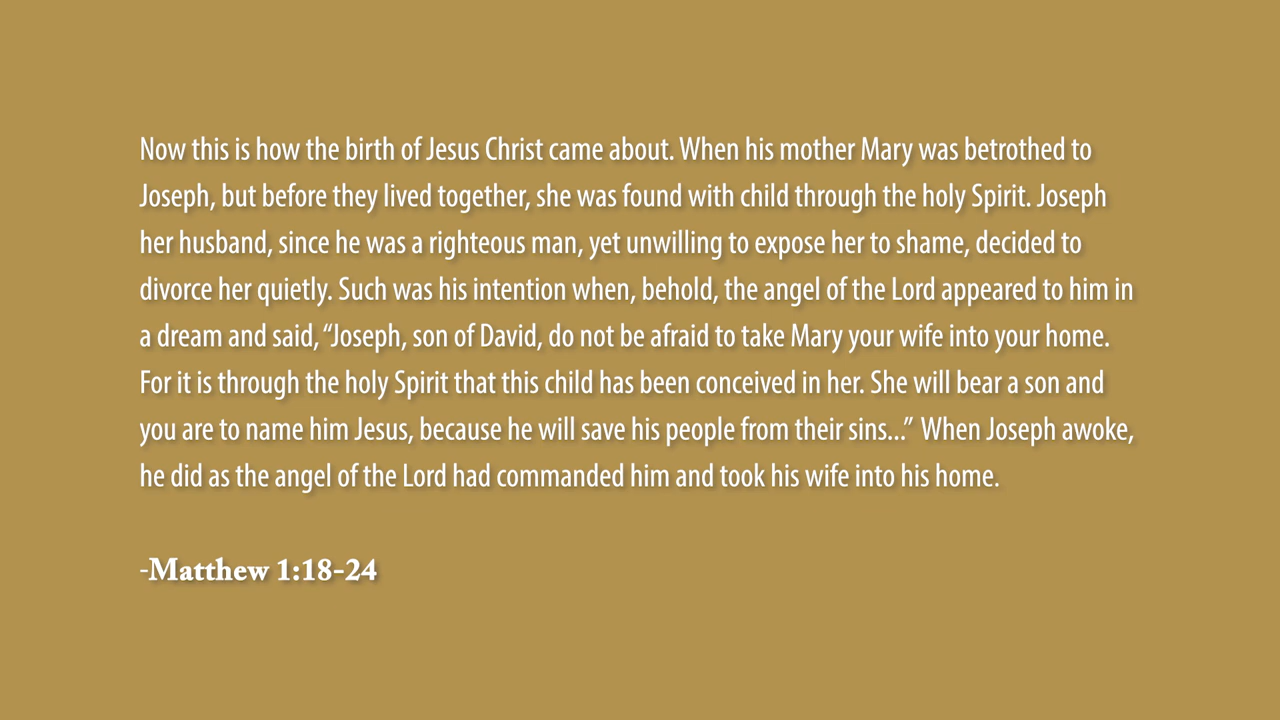 Now this is how the birth of Jesus Christ came about. When his mother Mary was betrothed to
Joseph, but before they lived together, she was found with child through the holy Spirit. Joseph
her husband, since he was a righteous man, yet unwilling to expose her to shame, decided to
divorce her quietly. Such was his intention when, behold, the angel of the Lord appeared to him in
a dream and said, “Joseph, son of David, do not be afraid to take Mary your wife into your home.
For it is through the holy Spirit that this child has been conceived in her. She will bear a son and
you are to name him Jesus, because he will save his people from their sins...” When Joseph awoke,
he did as the angel of the Lord had commanded him and took his wife into his home.
-Matthew 1:18-24